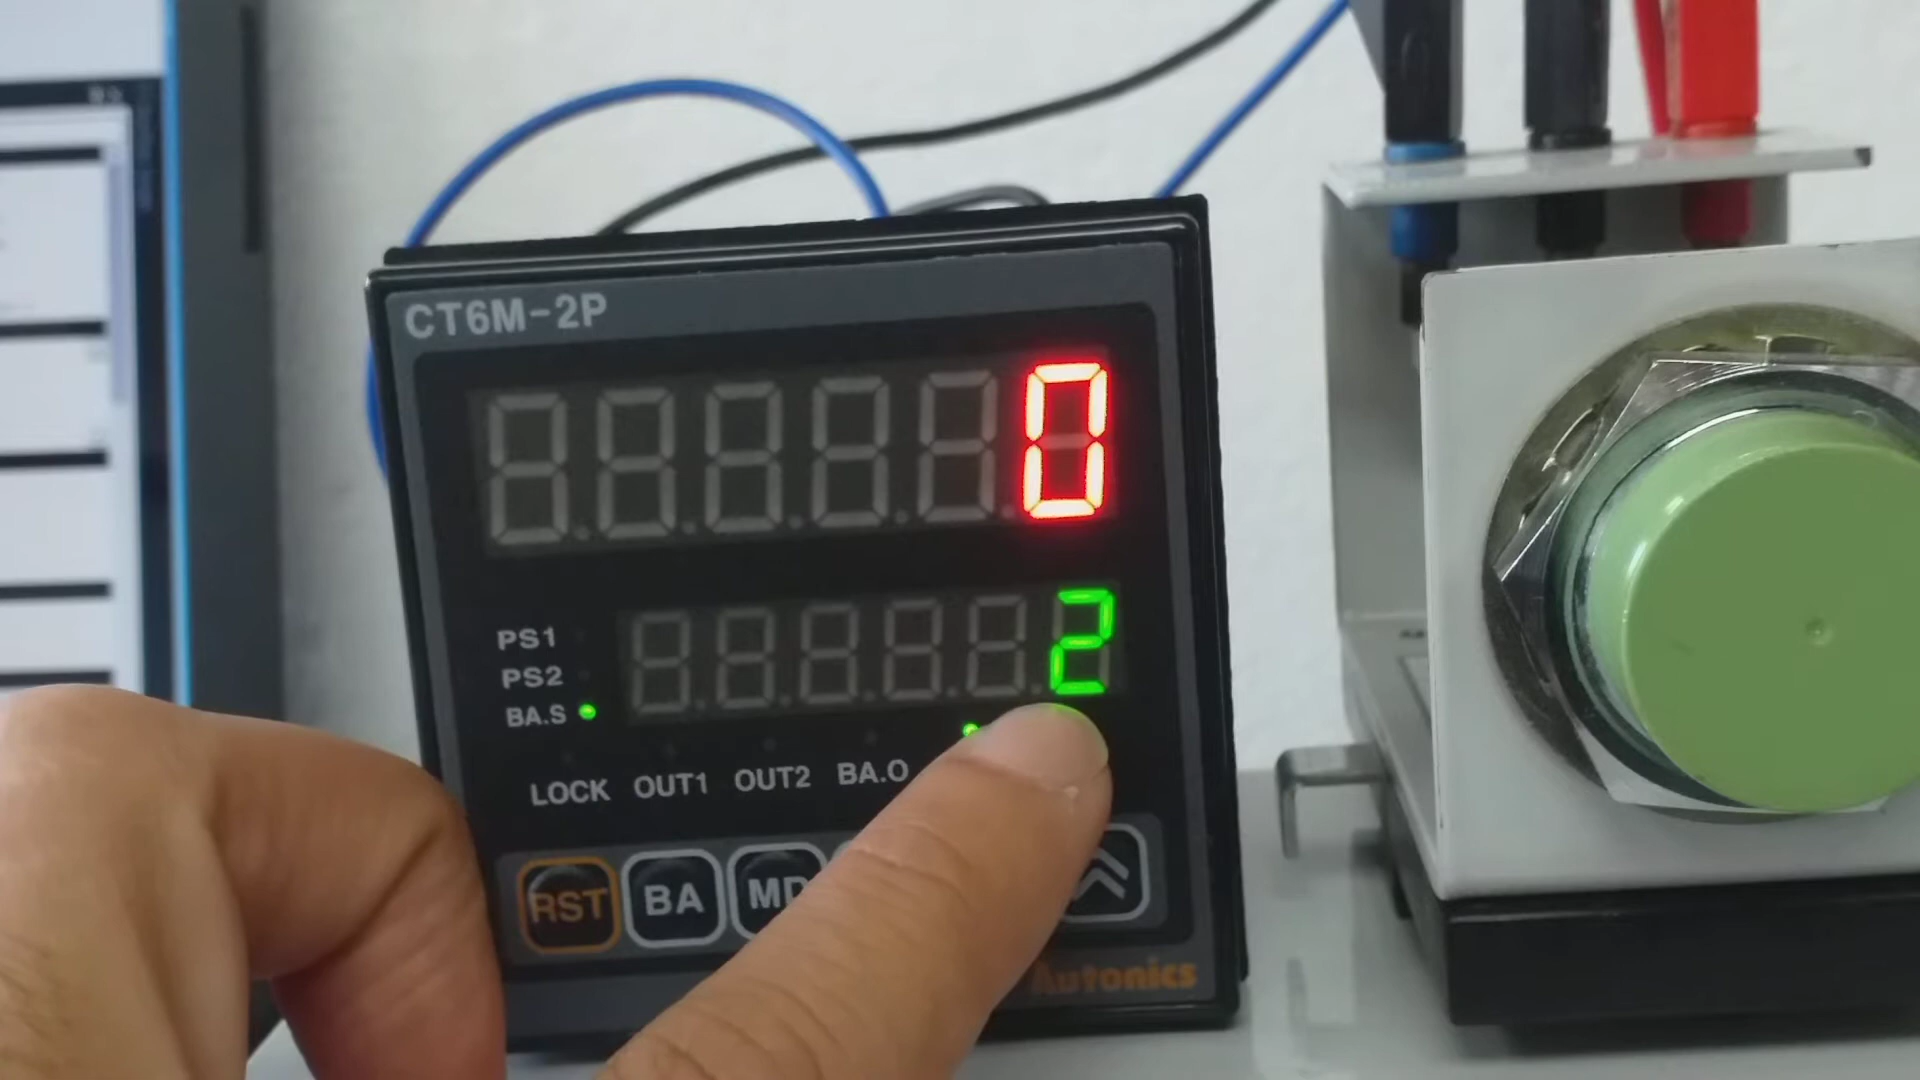 CT6M-2P
0
PS1
2
PS2
BA.S
LOCK OUT1 OUT2 BA.O
RST BA MD
Autonics